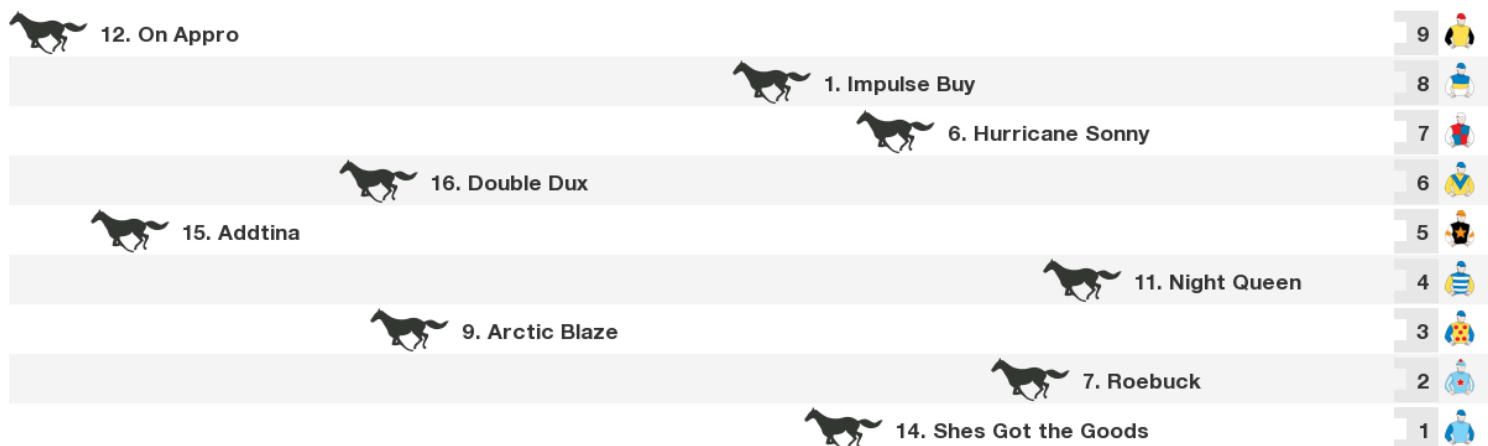 12. On Appro 9
1. Impulse Buy 8
6. Hurricane Sonny 7
16. Double Dux 6
15. Addtina 5
11. Night Queen 4
9. Arctic Blaze 3
7. Roebuck 2
14. Shes Got the Goods 1